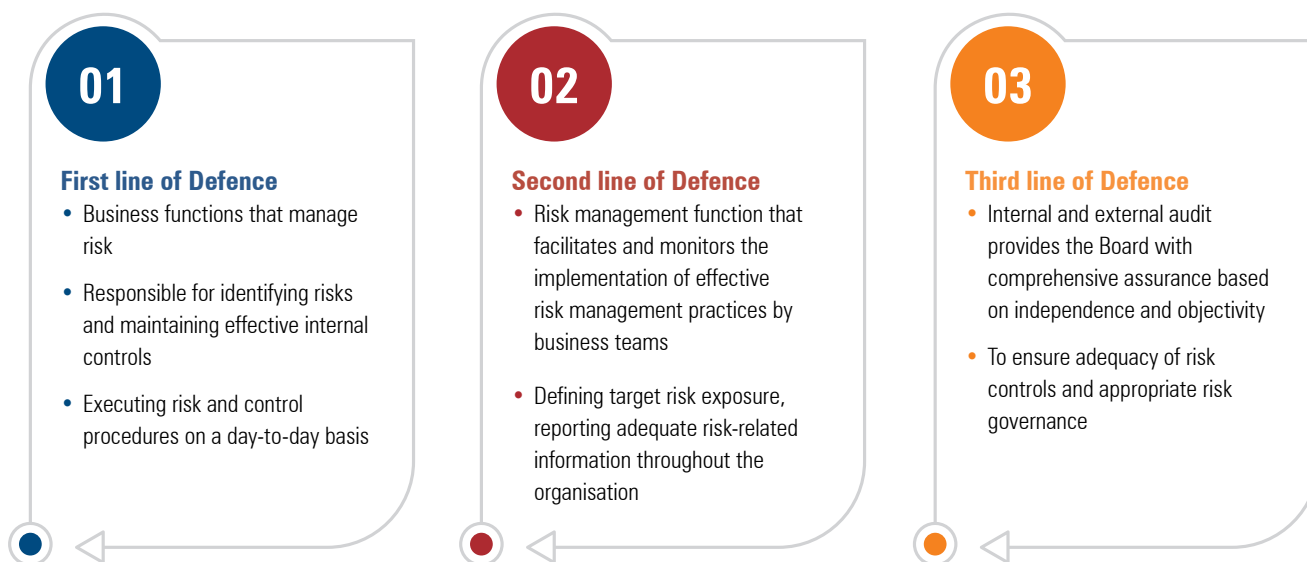 01
First line of Defence
• Business functions that manage
risk
• Responsible for identifying risks
and maintaining effective internal
controls
• Executing risk and control
procedures on a day-to-day basis
02
Second line of Defence
• Risk management function that
facilitates and monitors the
implementation of effective
risk management practices by
business teams
• Defining target risk exposure,
reporting adequate risk-related
information throughout the
organisation
03
Third line of Defence
• Internal and external audit
provides the Board with
comprehensive assurance based
on independence and objectivity
• To ensure adequacy of risk
controls and appropriate risk
governance